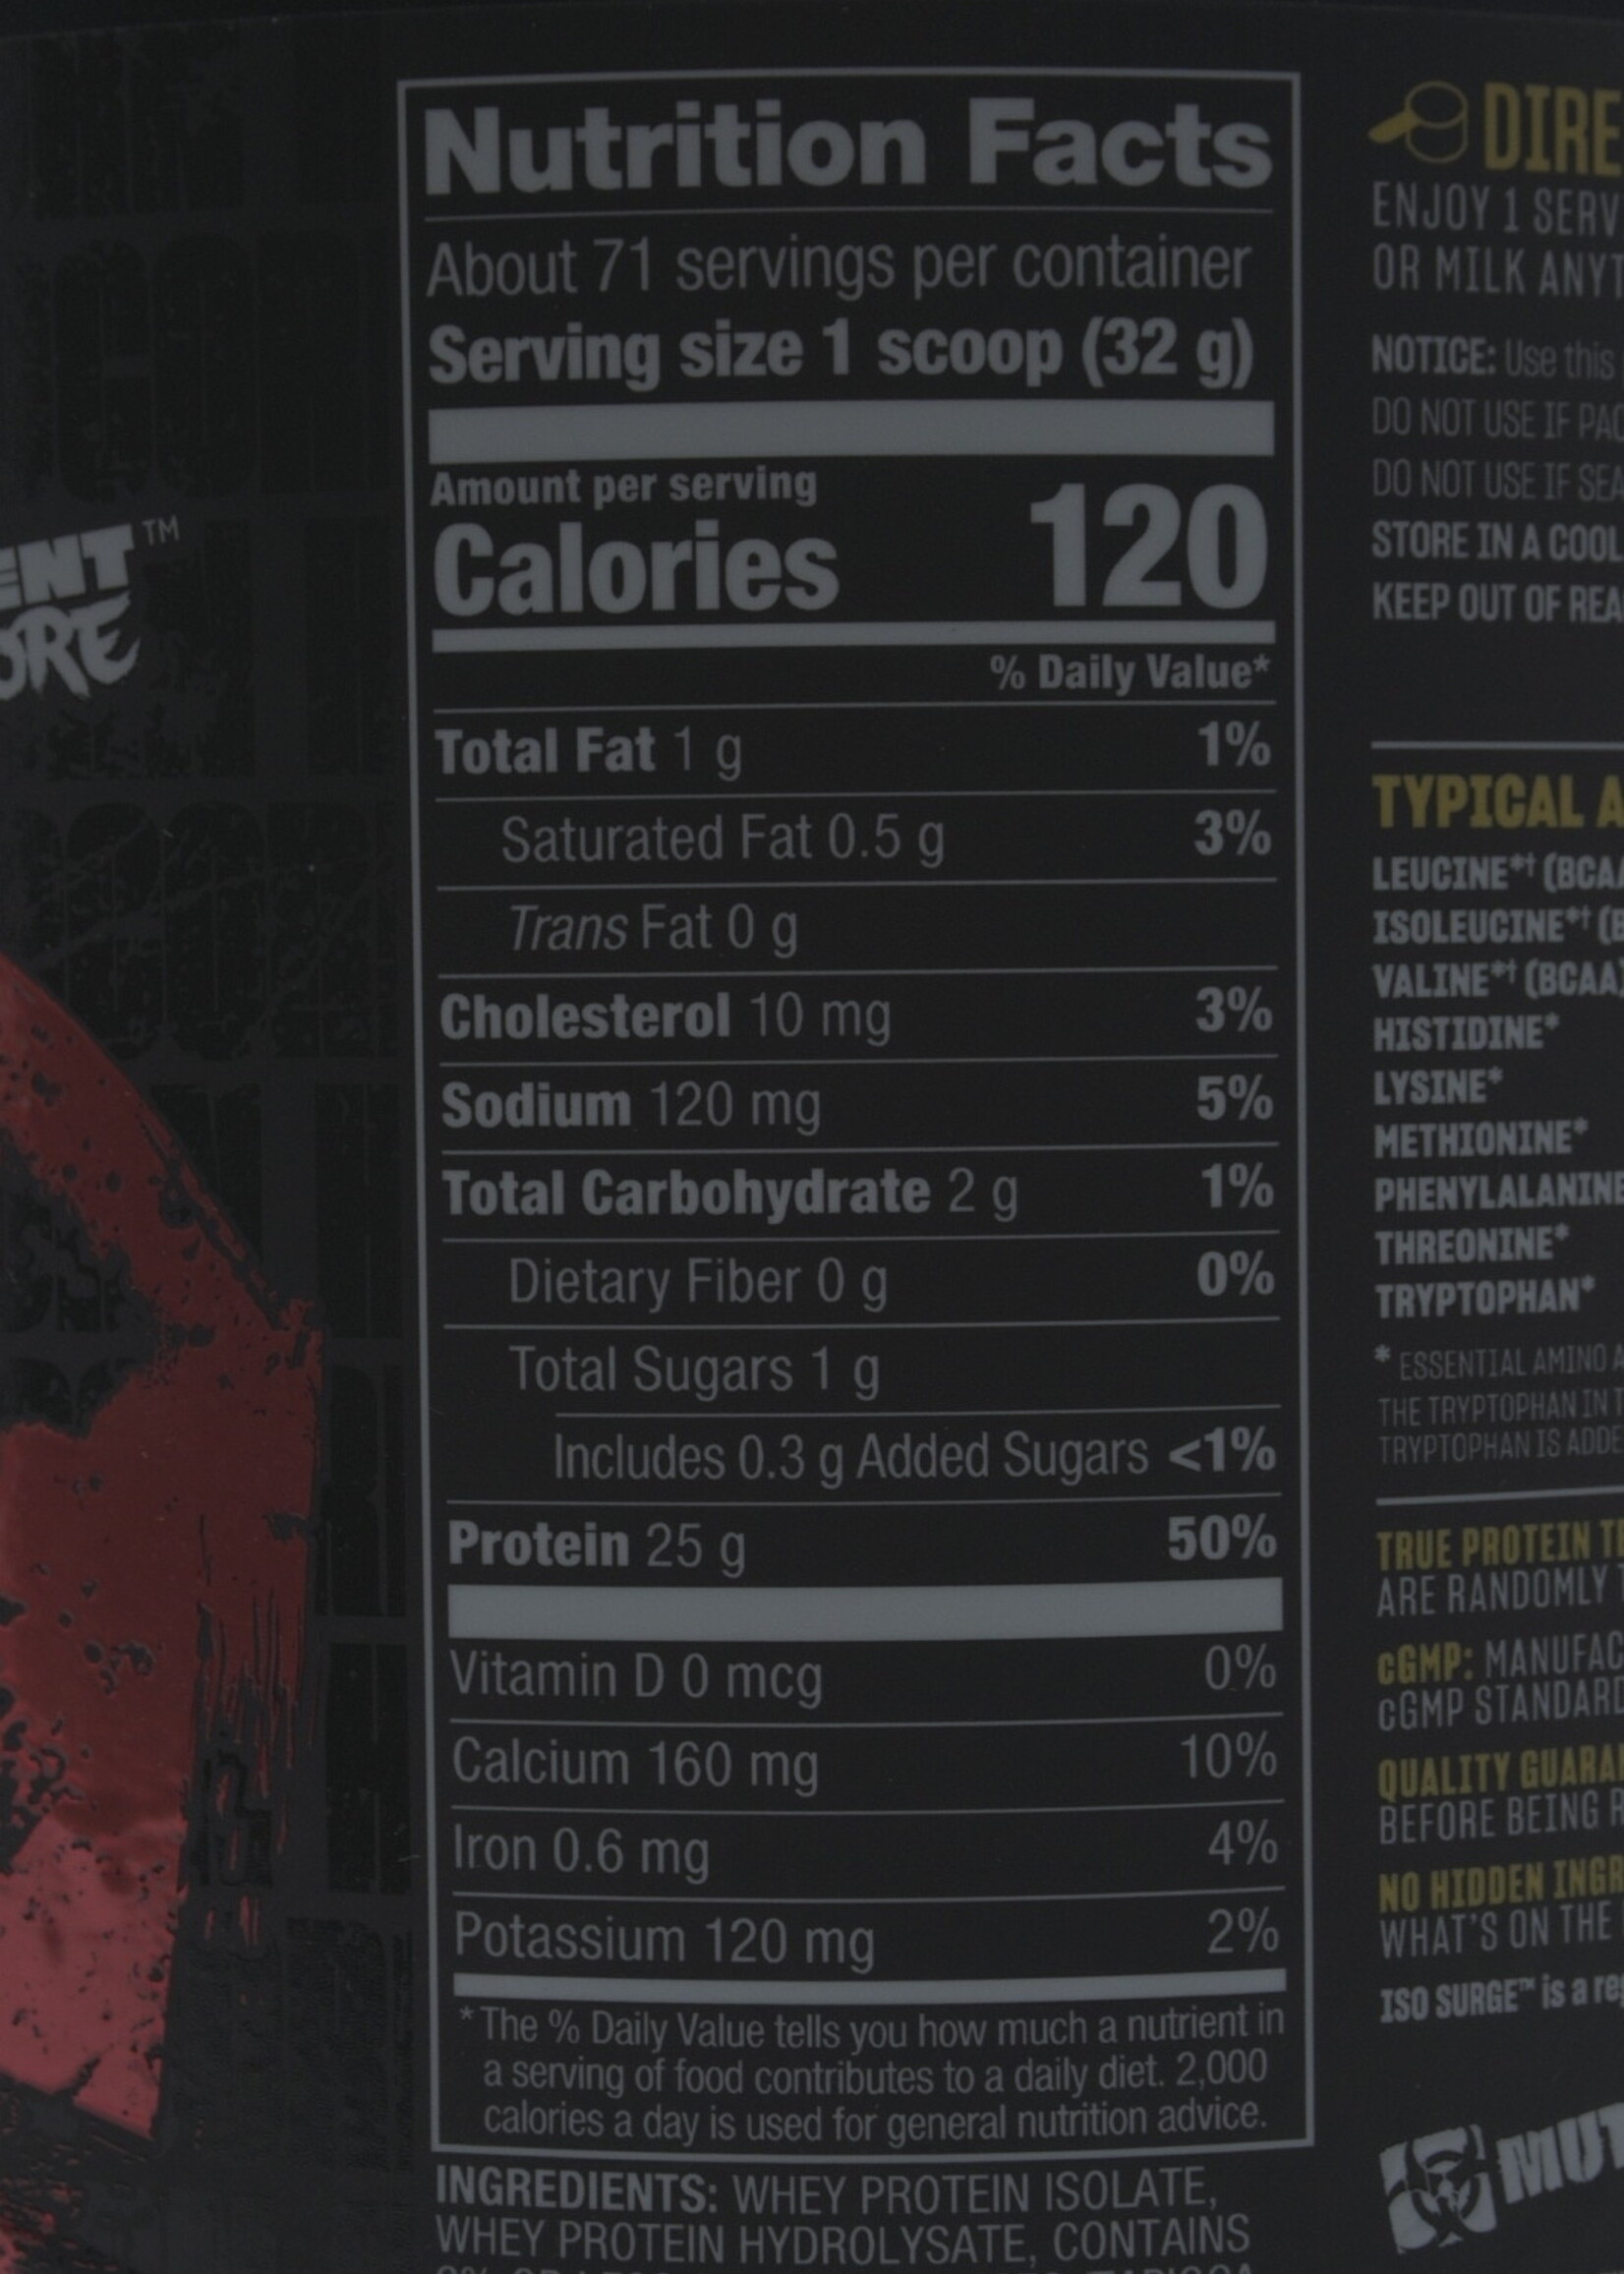 ENT™
ORE
Nutrition Facts
About 71 servings per container
Serving size 1 scoop (32 g)
Amount per serving
Calories 120
% Daily Value*
Total Fat 1 g 1%
Saturated Fat 0.5 g 3%
Trans Fat 0 g
Cholesterol 10 mg 3%
Sodium 120 mg 5%
Total Carbohydrate 2 g 1%
Dietary Fiber 0 g 0%
Total Sugars 1 g
Includes 0.3 g Added Sugars <1%
Protein 25 g 50%
Vitamin D 0 mcg 0%
Calcium 160 mg 10%
Iron 0.6 mg 4%
Potassium 120 mg 2%
* The % Daily Value tells you how much a nutrient in
a serving of food contributes to a daily diet. 2,000
calories a day is used for general nutrition advice.
INGREDIENTS: WHEY PROTEIN ISOLATE,
WHEY PROTEIN HYDROLYSATE, CONTAINS
DIRE
ENJOY 1 SERV
OR MILK ANYT
NOTICE: Use this
DO NOT USE IF PAC
DO NOT USE IF SEA
STORE IN A COOL
KEEP OUT OF REA
TYPICAL A
LEUCINE*† (BCAA
ISOLEUCINE*† (B
VALINE*† (BCAA)
HISTIDINE*
LYSINE*
METHIONINE*
PHENYLALANINE
THREONINE*
TRYPTOPHAN*
* ESSENTIAL AMINO A
THE TRYPTOPHAN IN T
TRYPTOPHAN IS ADDE
TRUE PROTEIN TE
ARE RANDOMLY T
cGMP: MANUFAC
cGMP STANDARD
QUALITY GUARAN
BEFORE BEING R
NO HIDDEN INGR
WHAT'S ON THE
ISO SURGE™ is a reg
MUT